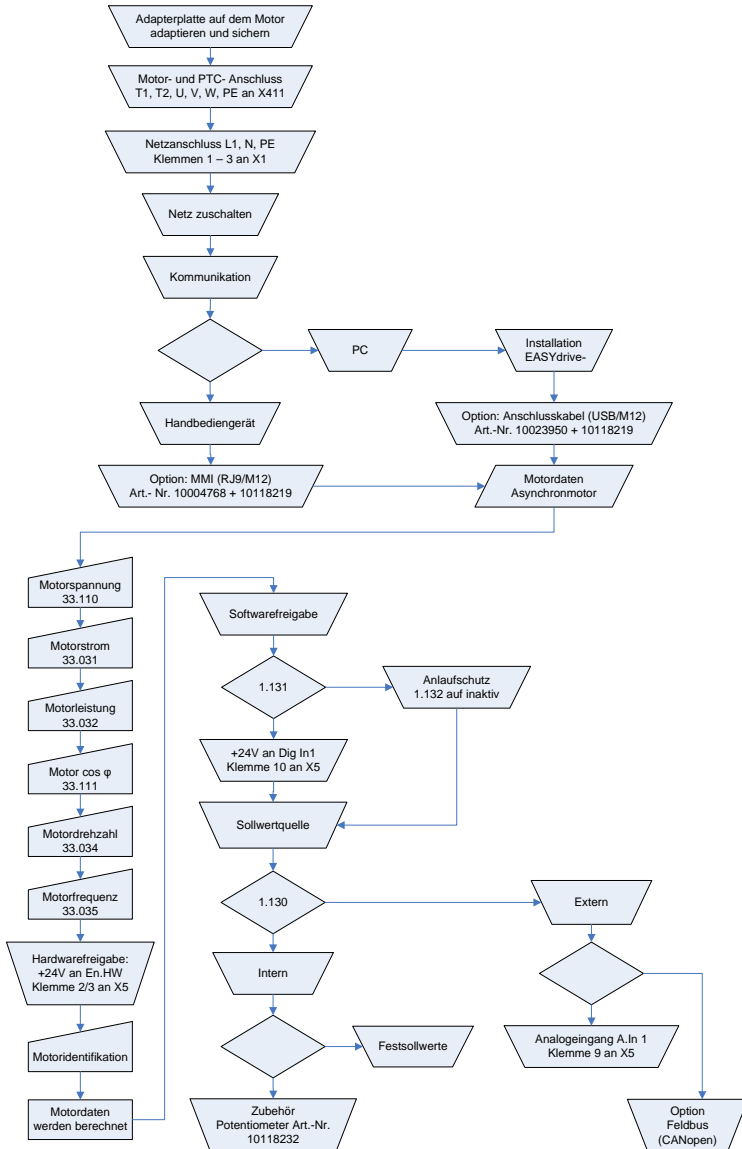 Adapterplatte auf dem Motor
adaptieren und sichern
Motor- und PTC- Anschluss
T1, T2, U, V, W, PE an X411
Netzanschluss L1, N, PE
Klemmen 1 – 3 an X1
Netz zuschalten
Kommunikation
PC
Installation
EASYdrive-
Handbediengerät
Option: Anschlusskabel (USB/M12)
Art.-Nr. 10023950 + 10118219
Option: MMI (RJ9/M12)
Art.- Nr. 10004768 + 10118219
Motordaten
Asynchronmotor
Motorspannung
33.110
Motorstrom
33.031
Motorleistung
33.032
Motor cos φ
33.111
Motordrehzahl
33.034
Motorfrequenz
33.035
Hardwarefreigabe:
+24V an En.HW
Klemme 2/3 an X5
Motoridentifikation
Motordaten
werden berechnet
Softwarefreigabe
1.131
Anlaufschutz
1.132 auf inaktiv
+24V an Dig In1
Klemme 10 an X5
Sollwertquelle
1.130
Extern
Intern
Festsollwerte
Analogeingang A.In 1
Klemme 9 an X5
Zubehör
Potentiometer Art.-Nr.
10118232
Option
Feldbus
(CANopen)